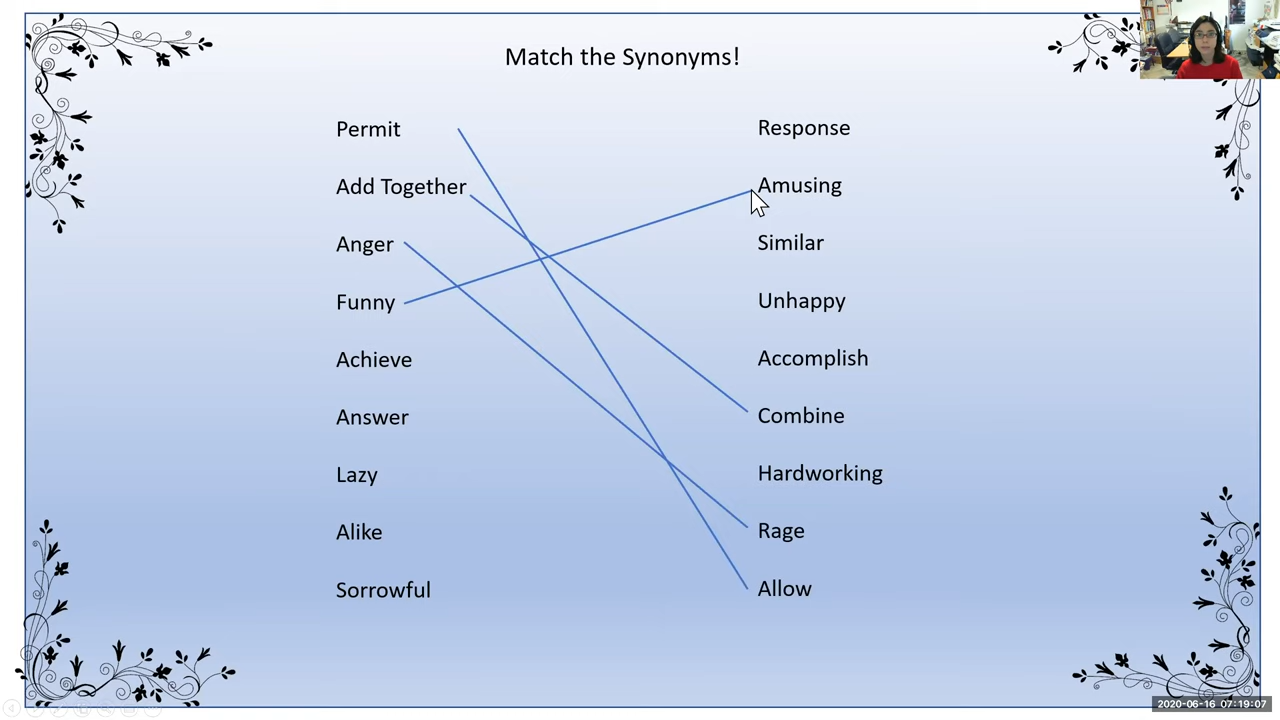 Match the Synonyms!
Permit
Response
Add Together
Amusing
Anger
Similar
Funny
Unhappy
Achieve
Accomplish
Answer
Combine
Lazy
Hardworking
Alike
Rage
Sorrowful
Allow
2020-06-16 07:19:07